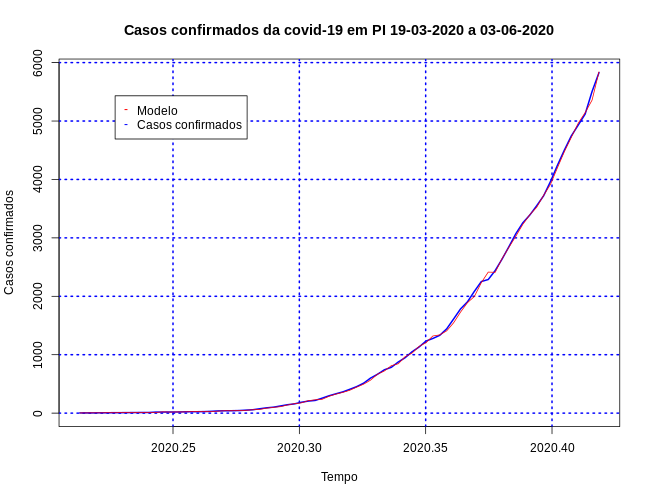 Casos confirmados da covid-19 em PI 19-03-2020 a 03-06-2020
Casos confirmados
6000
5000
4000
3000
2000
1000
0
- Modelo
- Casos confirmados
2020.25 2020.30 2020.35 2020.40
Tempo